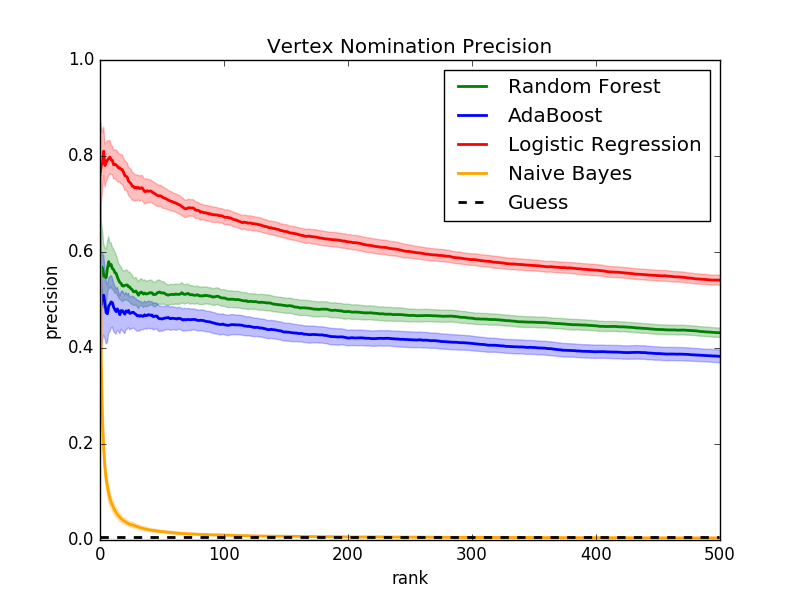 Vertex Nomination Precision
1.0
0.8
0.6
0.4
0.2
0.0
precision
Random Forest
AdaBoost
Logistic Regression
Naive Bayes
Guess
0 100 200 300 400 500
rank